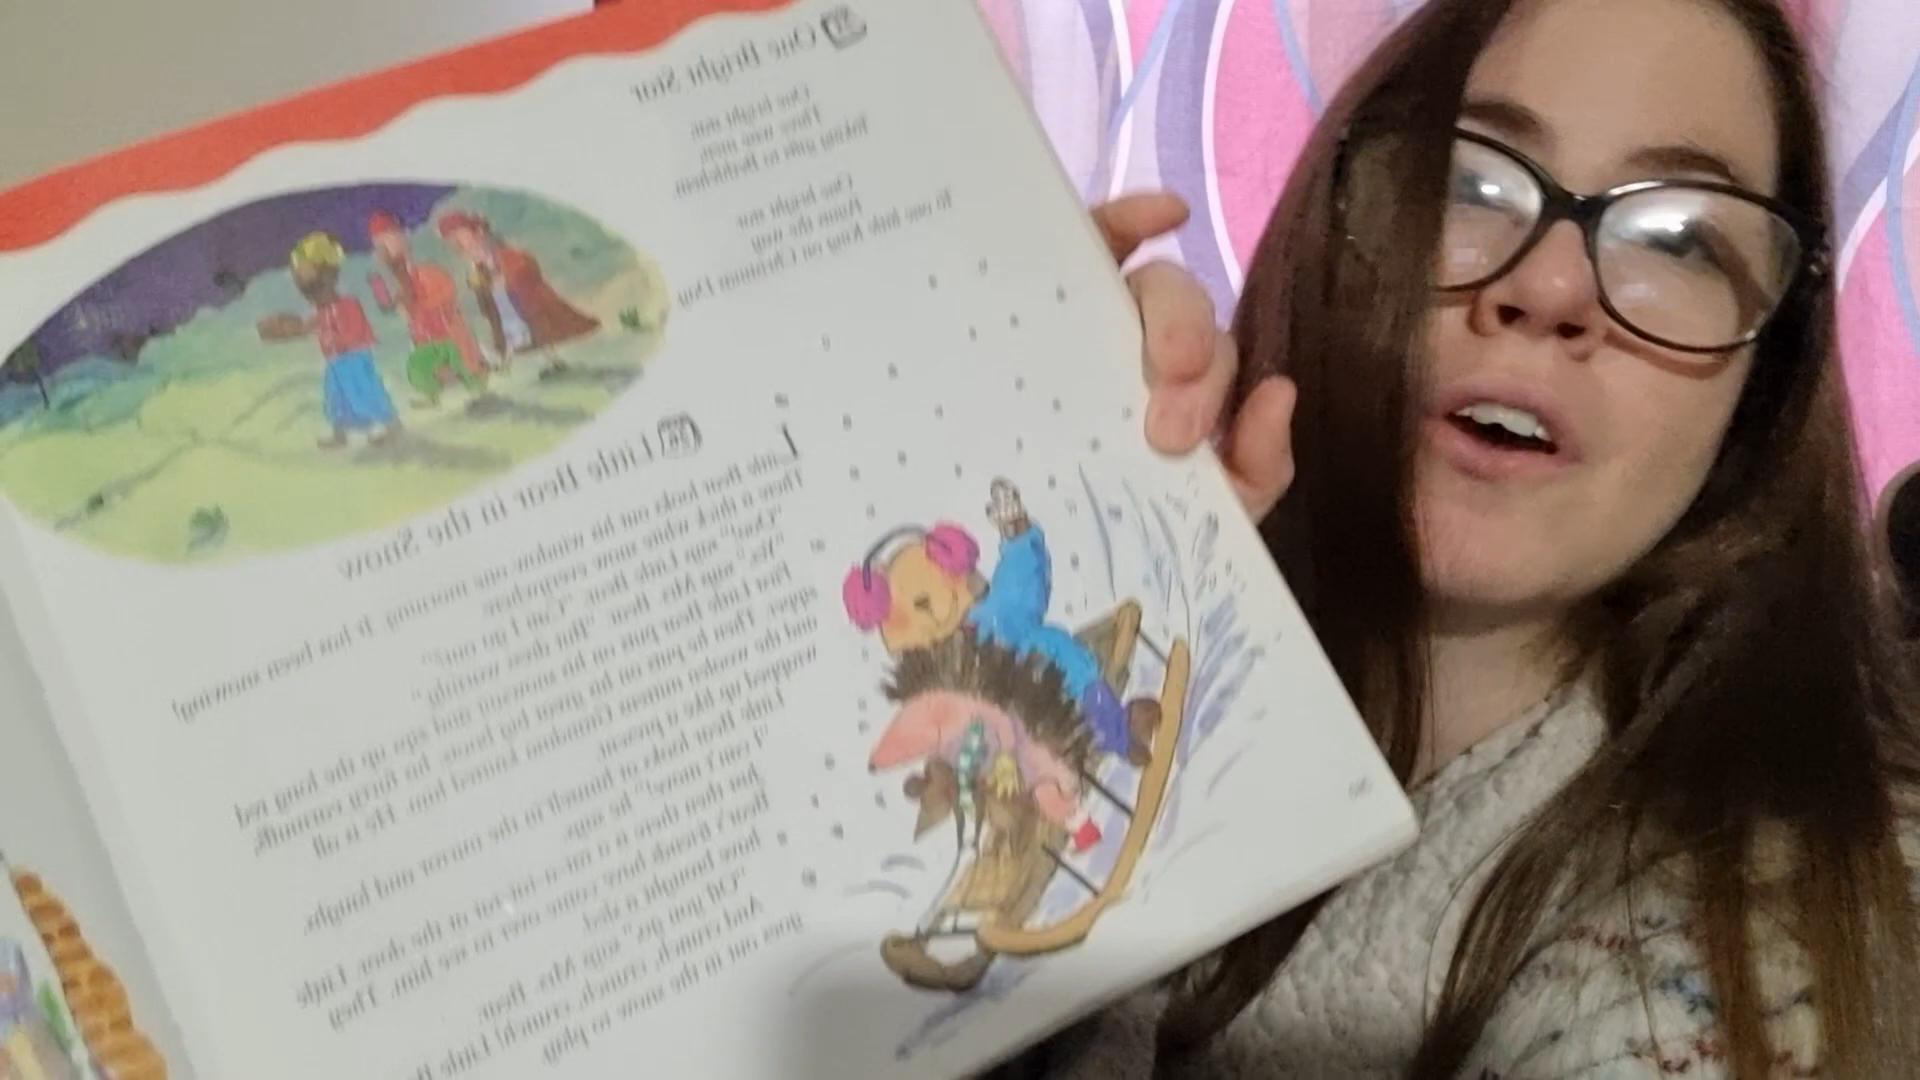 One Bright Star
One bright star
Three wise men
Joining gifts to Bethlehem.
One bright star
Points the way
To one little King on Christmas Day
Little Bear in the Snow
Little Bear looks out his window one morning. It has been snowing!
There is thick white snow everywhere.
"Ooo!" says Little Bear. "Can I go out?"
"Yes," says Mrs. Bear. "But dress warmly."
First Little Bear puts on his snowsuit and zips up the long red
zipper. Then he puts on his great big boots, his furry earmuffs,
and the woolen mittens Grandma knitted him. He is all
wrapped up like a present.
Little Bear looks at himself in the mirror and laughs.
"I can't move!" he says.
Just then there is a rat-a-tat-tat at the door. Little
Bear's friends have come over to see him. They
have brought a sled.
"Off you go," says Mrs. Bear.
And crunch, crunch, crunch! Little B
goes out in the snow to play.